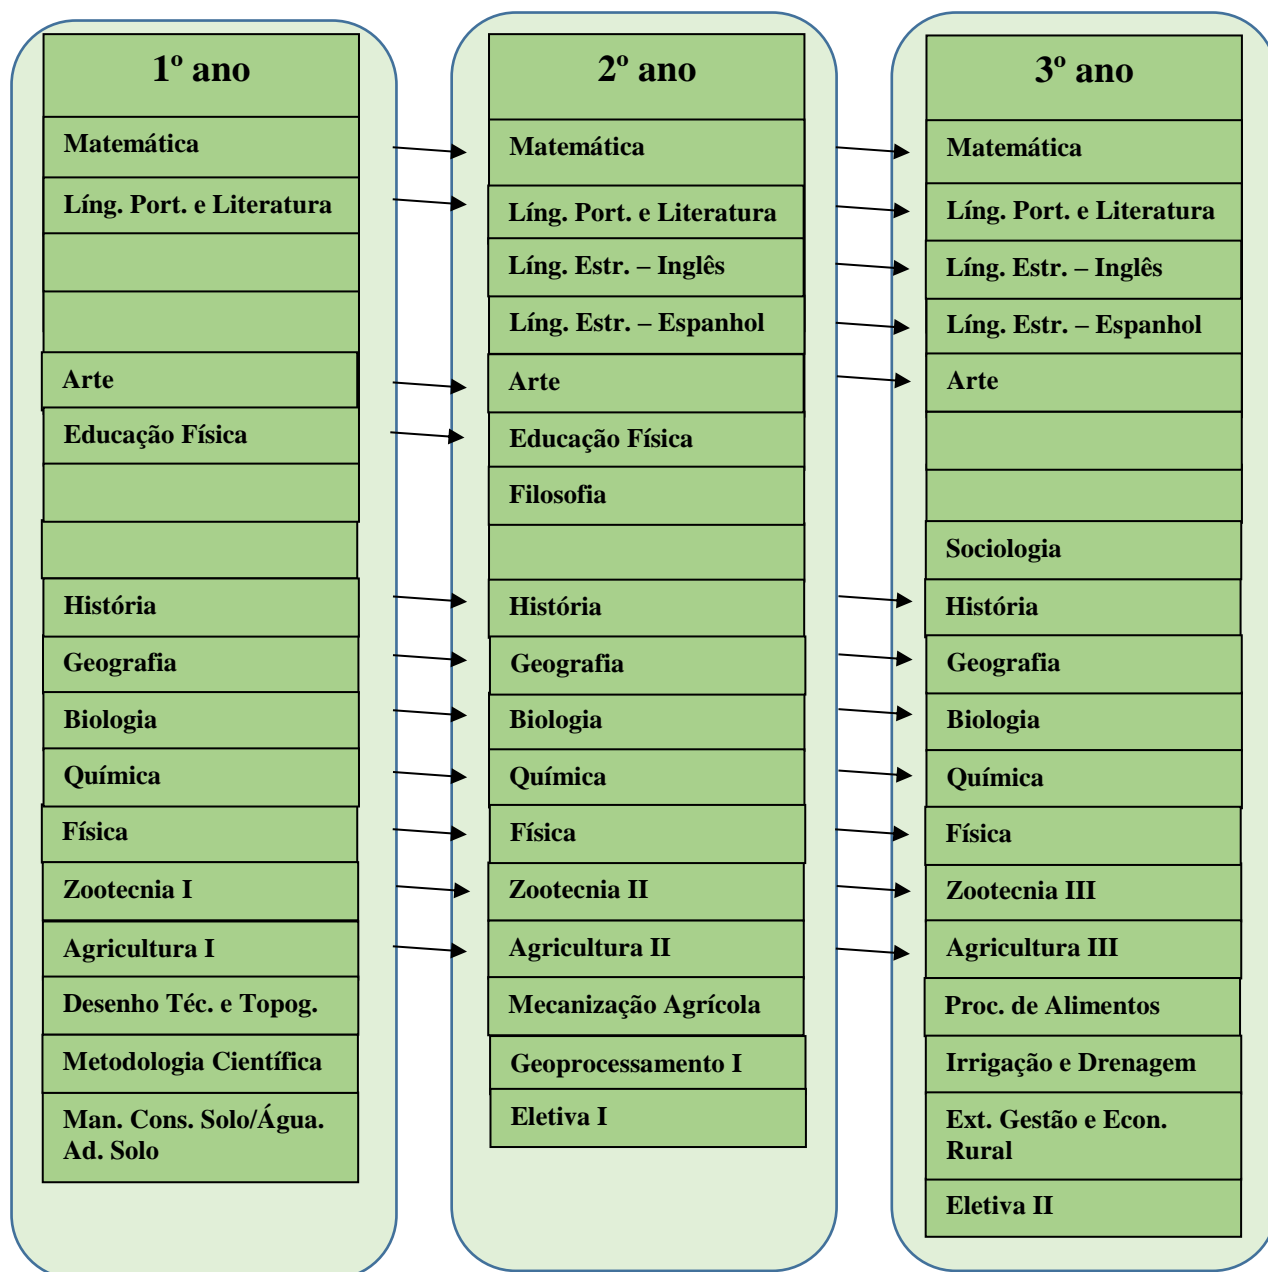 1º ano
Matemática
Líng. Port. e Literatura
Arte
Educação Física
História
Geografia
Biologia
Química
Física
Zootecnia I
Agricultura I
Desenho Téc. e Topog.
Metodologia Científica
Man. Cons. Solo/Água.
Ad. Solo
2º ano
Matemática
Líng. Port. e Literatura
Líng. Estr. – Inglês
Líng. Estr. – Espanhol
Arte
Educação Física
Filosofia
História
Geografia
Biologia
Química
Física
Zootecnia II
Agricultura II
Mecanização Agrícola
Geoprocessamento I
Eletiva I
3º ano
Matemática
Líng. Port. e Literatura
Líng. Estr. – Inglês
Líng. Estr. – Espanhol
Arte
Sociologia
História
Geografia
Biologia
Química
Física
Zootecnia III
Agricultura III
Proc. de Alimentos
Irrigação e Drenagem
Ext. Gestão e Econ.
Rural
Eletiva II